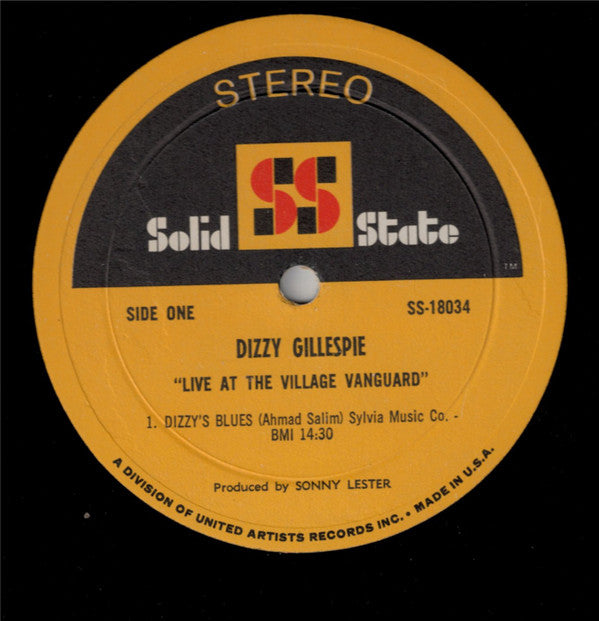 STEREO
SS
Solid State
TM
SIDE ONE SS-18034
DIZZY GILLESPIE
"LIVE AT THE VILLAGE VANGUARD"
1. DIZZY'S BLUES (Ahmad Salim) Sylvia Music Co. -
BMI 14:30
Produced by SONNY LESTER
A DIVISION OF UNITED ARTISTS RECORDS INC. • MADE IN U.S.A.